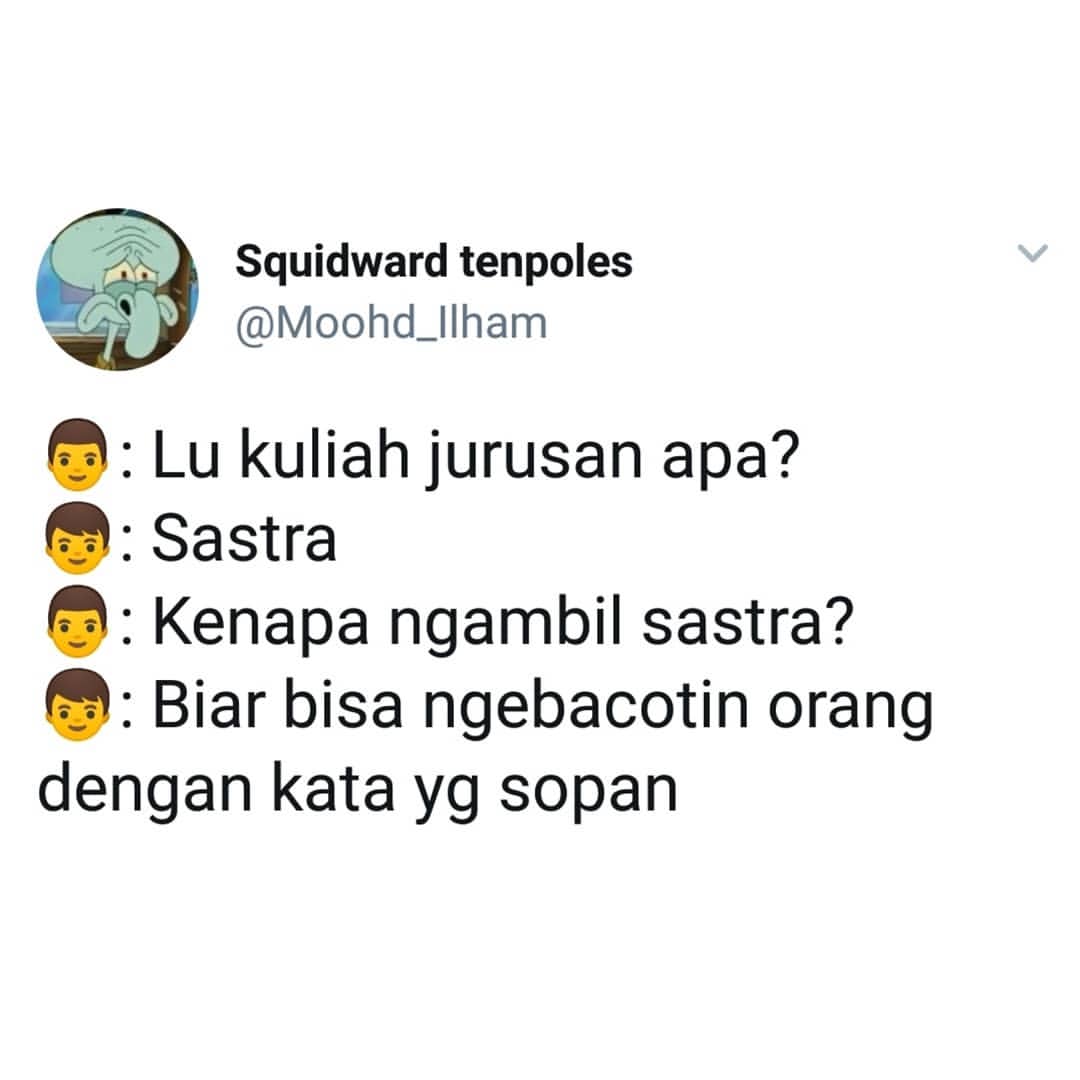 Squidward tenpoles
@Moohd_Ilham
👨: Lu kuliah jurusan apa?
👦: Sastra
👨: Kenapa ngambil sastra?
👦: Biar bisa ngebacotin orang
dengan kata yg sopan